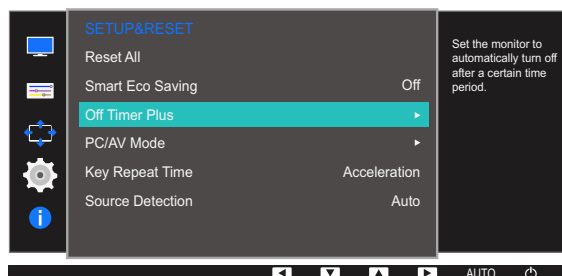 SETUP&RESET
Reset All
Smart Eco Saving Off
Off Timer Plus
PC/AV Mode
Key Repeat Time Acceleration
Source Detection Auto
Set the monitor to
automatically turn off
after a certain time
period.
AUTO